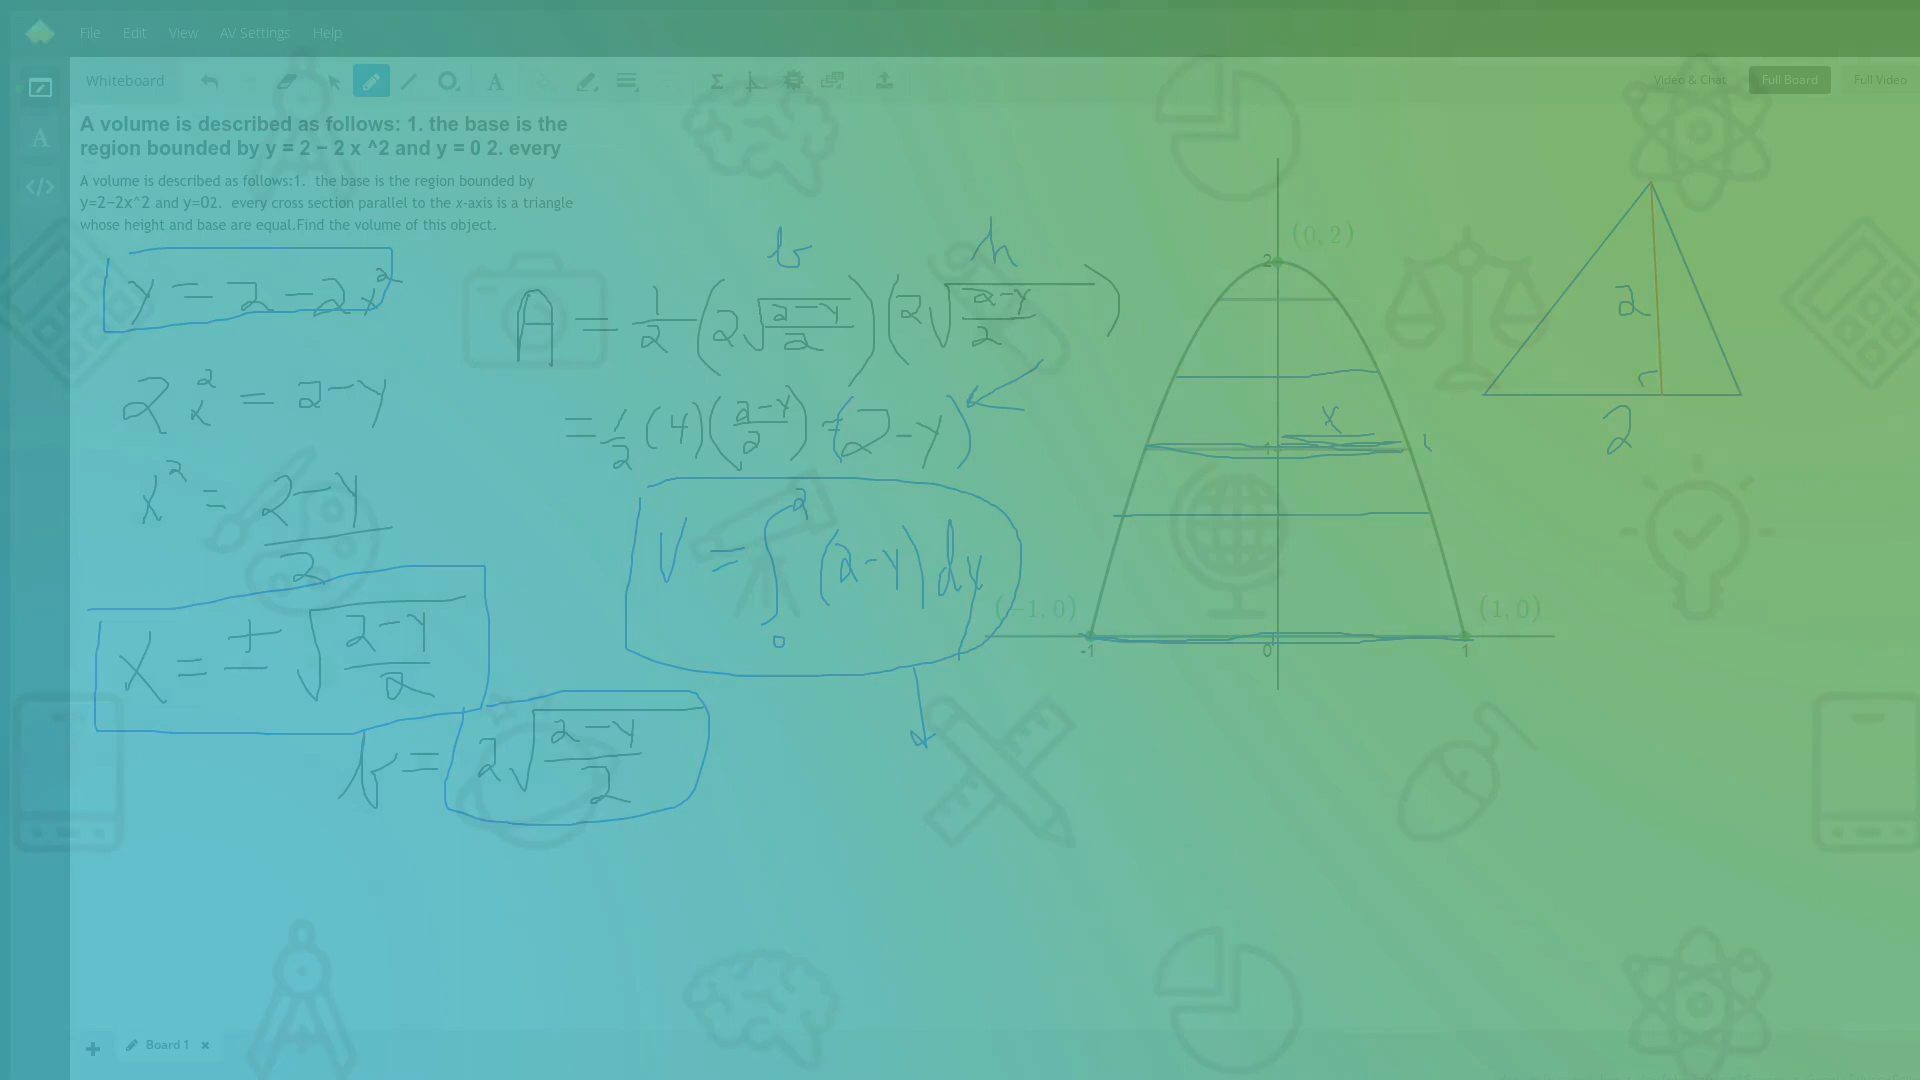 File Edit View AV Settings Help
Whiteboard
Video & Chat Full Board Full Video
A volume is described as follows: 1. the base is the
region bounded by y = 2 − 2 x ^2 and y = 0 2. every
A volume is described as follows:1. the base is the region bounded by
y=2−2x^2 and y=02. every cross section parallel to the x-axis is a triangle
whose height and base are equal.Find the volume of this object.
y = 2 - 2x²
2x² = 2-y
x² = (2-y)/2
x = ± √((2-y)/2)
b = 2√((2-y)/2)
b h
A = 1/2 (2√((2-y)/2)) (2√((2-y)/2))
= 1/2 (4) ((2-y)/2) = (2-y)
V = ∫₀² (2-y) dy
(0, 2)
2
x
1
(−1, 0) (1, 0)
-1 0 1
2
2
Board 1